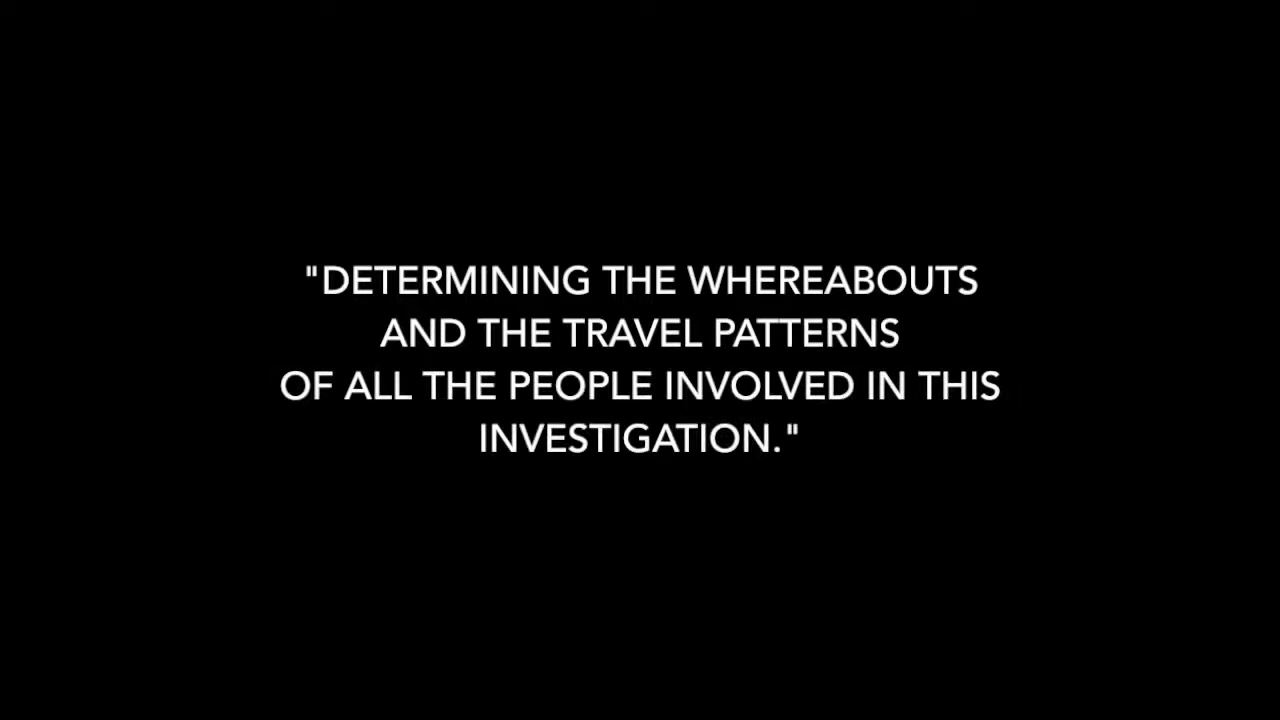 "DETERMINING THE WHEREABOUTS
AND THE TRAVEL PATTERNS
OF ALL THE PEOPLE INVOLVED IN THIS
INVESTIGATION."